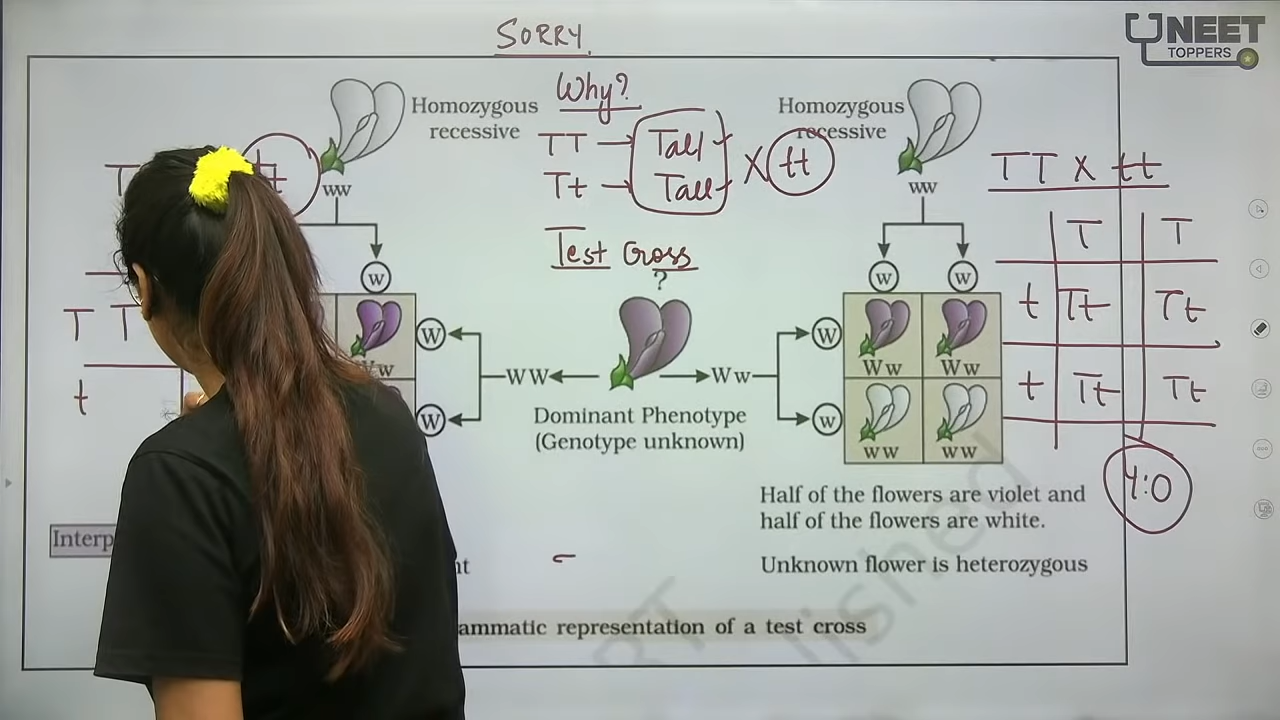 SORRY.
NEET
TOPPERS
Homozygous
recessive
ww
Why?
TT → Tall
Tt → Tall
X tt
Test Cross
?
Homozygous
recessive
ww
TT X tt
T T
t Tt Tt
t Tt Tt
4:0
T
tt
T T
t
w
W
W
WW
Dominant Phenotype
(Genotype unknown)
Ww
w w
W
w
Ww Ww
ww ww
Half of the flowers are violet and
half of the flowers are white.
Unknown flower is heterozygous
Interp
ammatic representation of a test cross